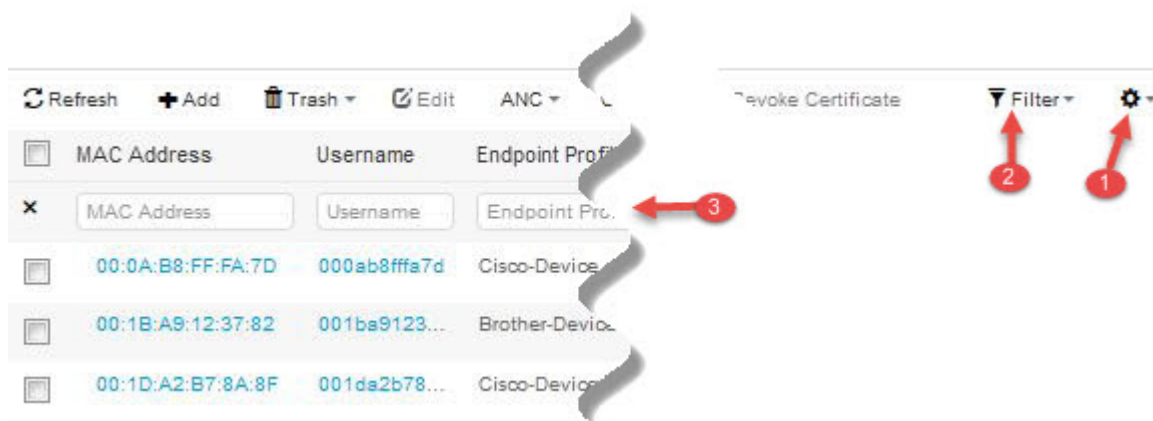 Refresh Add Trash Edit ANC Revoke Certificate Filter
MAC Address Username Endpoint Profil
2 1
MAC Address Username Endpoint Pro 3
00:0A:B8:FF:FA:7D 000ab8fffa7d Cisco-Device
00:1B:A9:12:37:82 001ba9123... Brother-Device
00:1D:A2:B7:8A:8F 001da2b78... Cisco-Device